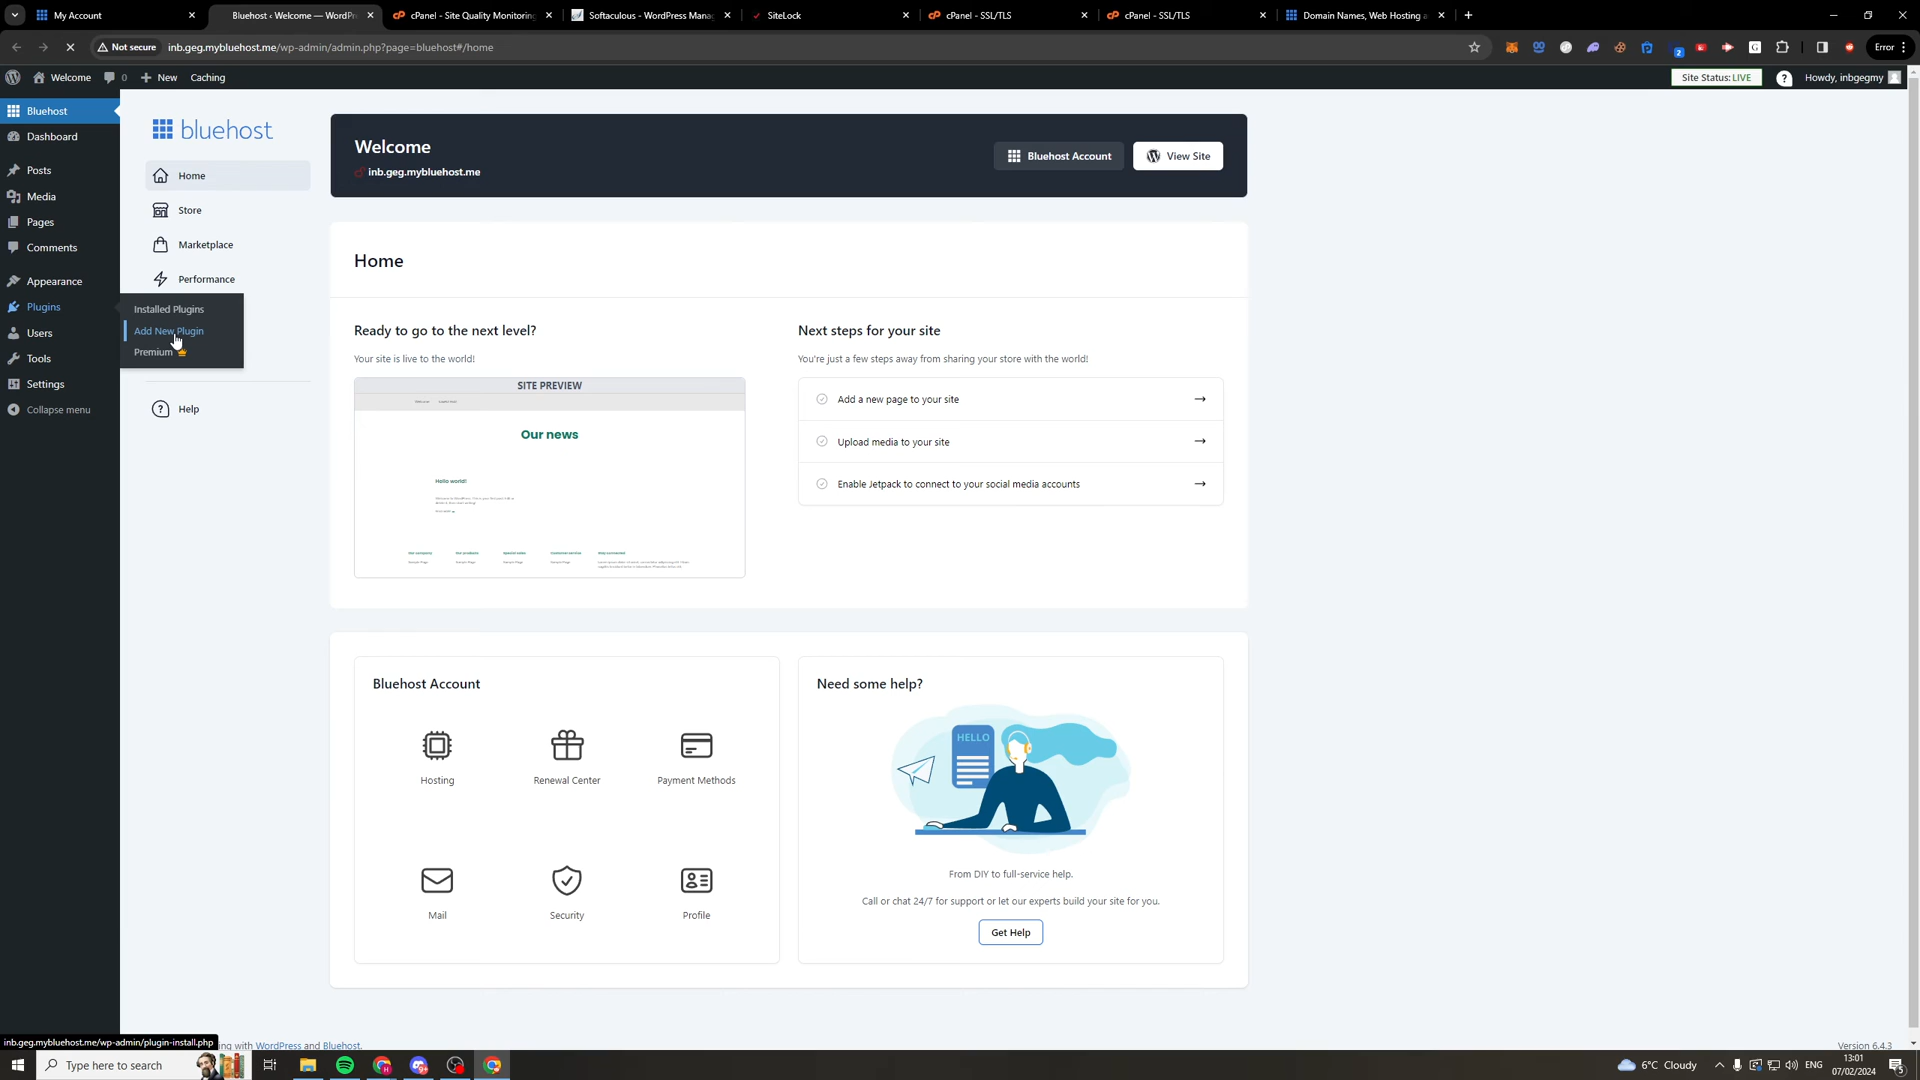 My Account
Bluehost ‹ Welcome — WordPr
cPanel - Site Quality Monitoring
Softaculous - WordPress Mana
SiteLock
cPanel - SSL/TLS
cPanel - SSL/TLS
Domain Names, Web Hosting a
Not secure
inb.geg.mybluehost.me/wp-admin/admin.php?page=bluehost#/home
2
Error
Welcome
0
New
Caching
Site Status: LIVE
Howdy, inbgegmy
Bluehost
Dashboard
Posts
Media
Pages
Comments
Appearance
Plugins
Users
Tools
Settings
Collapse menu
Installed Plugins
Add New Plugin
Premium
bluehost
Home
Store
Marketplace
Performance
Help
Welcome
inb.geg.mybluehost.me
Bluehost Account
View Site
Home
Ready to go to the next level?
Your site is live to the world!
SITE PREVIEW
Our news
Hello world!
Next steps for your site
You're just a few steps away from sharing your store with the world!
Add a new page to your site
Upload media to your site
Enable Jetpack to connect to your social media accounts
Bluehost Account
Hosting
Renewal Center
Payment Methods
Mail
Security
Profile
Need some help?
HELLO
From DIY to full-service help.
Call or chat 24/7 for support or let our experts build your site for you.
Get Help
inb.geg.mybluehost.me/wp-admin/plugin-install.php
ng with WordPress and Bluehost.
Version 6.4.3
Type here to search
6°C Cloudy
ENG
13:01
07/02/2024
5